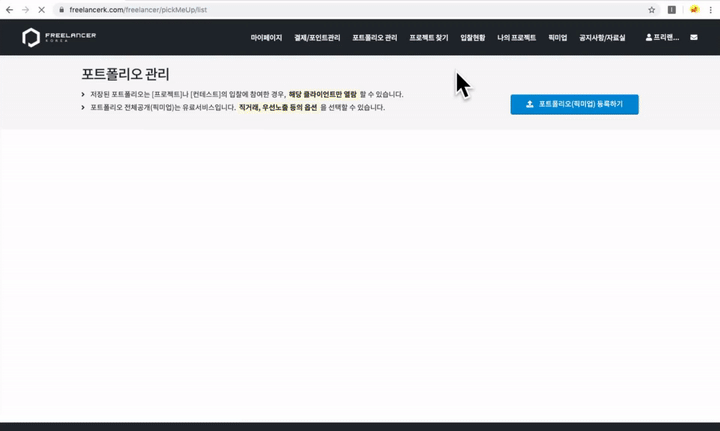 freelancerk.com/freelancer/pickMeUp/list
FREELANCER
KOREA
마이페이지 결제/포인트관리 포트폴리오 관리 프로젝트 찾기 입찰현황 나의 프로젝트 픽미업 공지사항/자료실 프리랜...
포트폴리오 관리
저장된 포트폴리오는 [프로젝트]나 [컨테스트]의 입찰에 참여한 경우, 해당 클라이언트만 열람 할 수 있습니다.
포트폴리오 전체공개(픽미업)는 유료서비스입니다. 직거래, 우선노출 등의 옵션 을 선택할 수 있습니다.
포트폴리오(픽미업) 등록하기